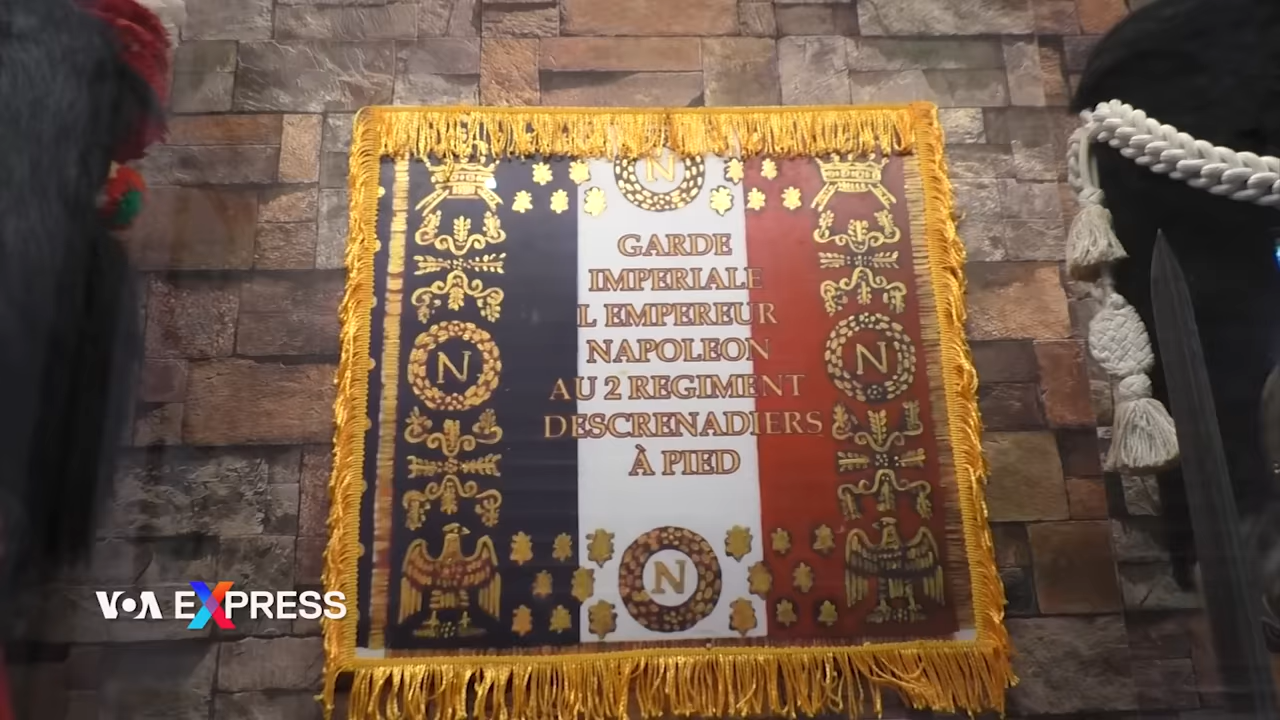 N
GARDE
IMPERIALE
L EMPEREUR
NAPOLEON
N N
AU 2 REGIMENT
DESCRENADIERS
À PIED
N
VOA EXPRESS